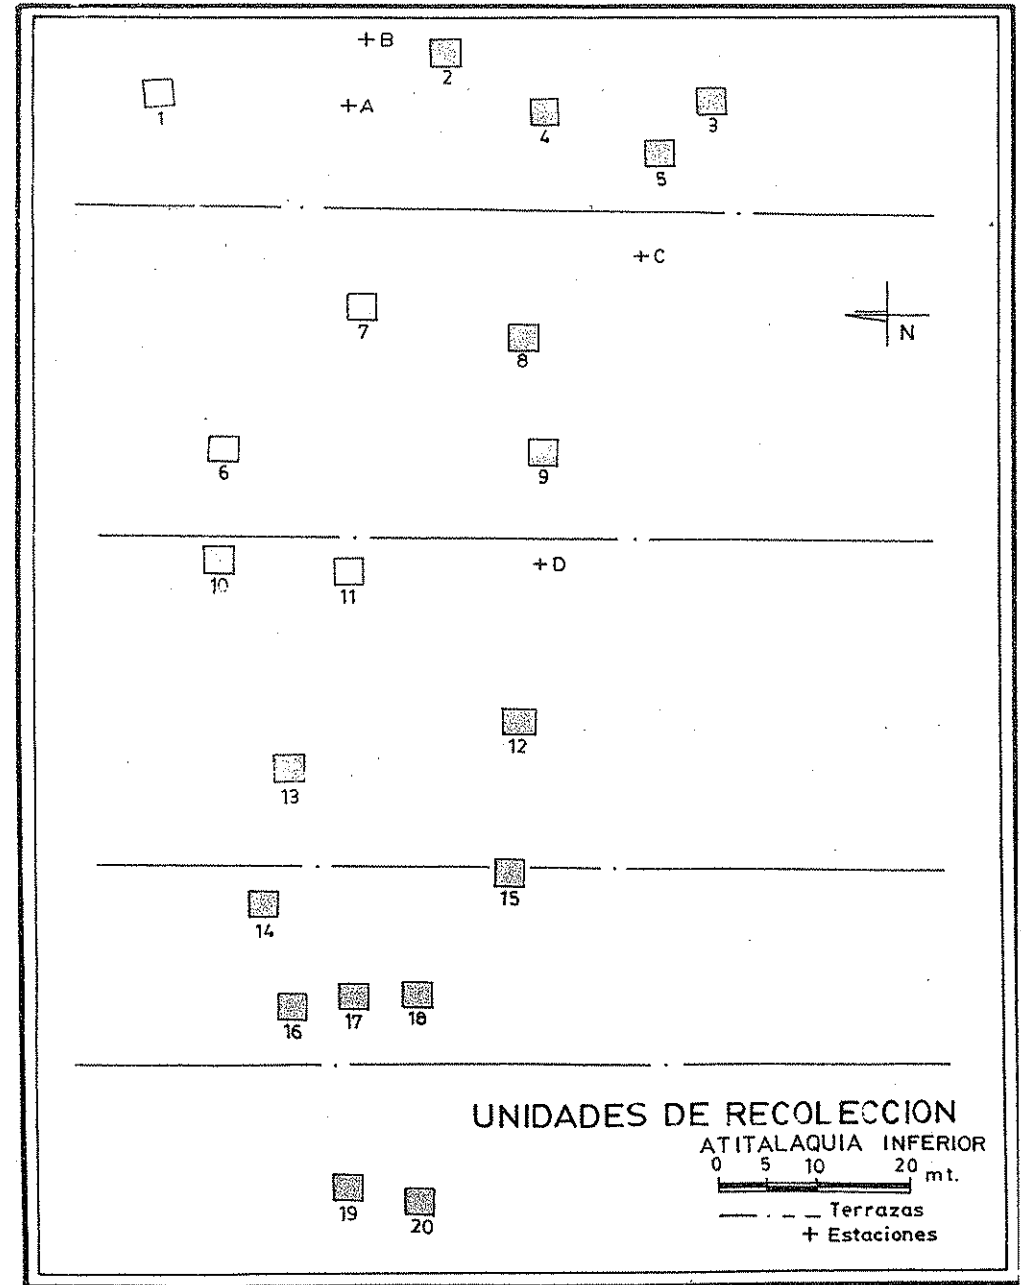 B
2
A
1
4
3
5
C
7
8
N
6
9
10
11
D
12
13
15
14
16
17
18
UNIDADES DE RECOLECCION
ATITALAQUIA INFERIOR
0 5 10 20 mt.
Terrazas
+ Estaciones
19
20